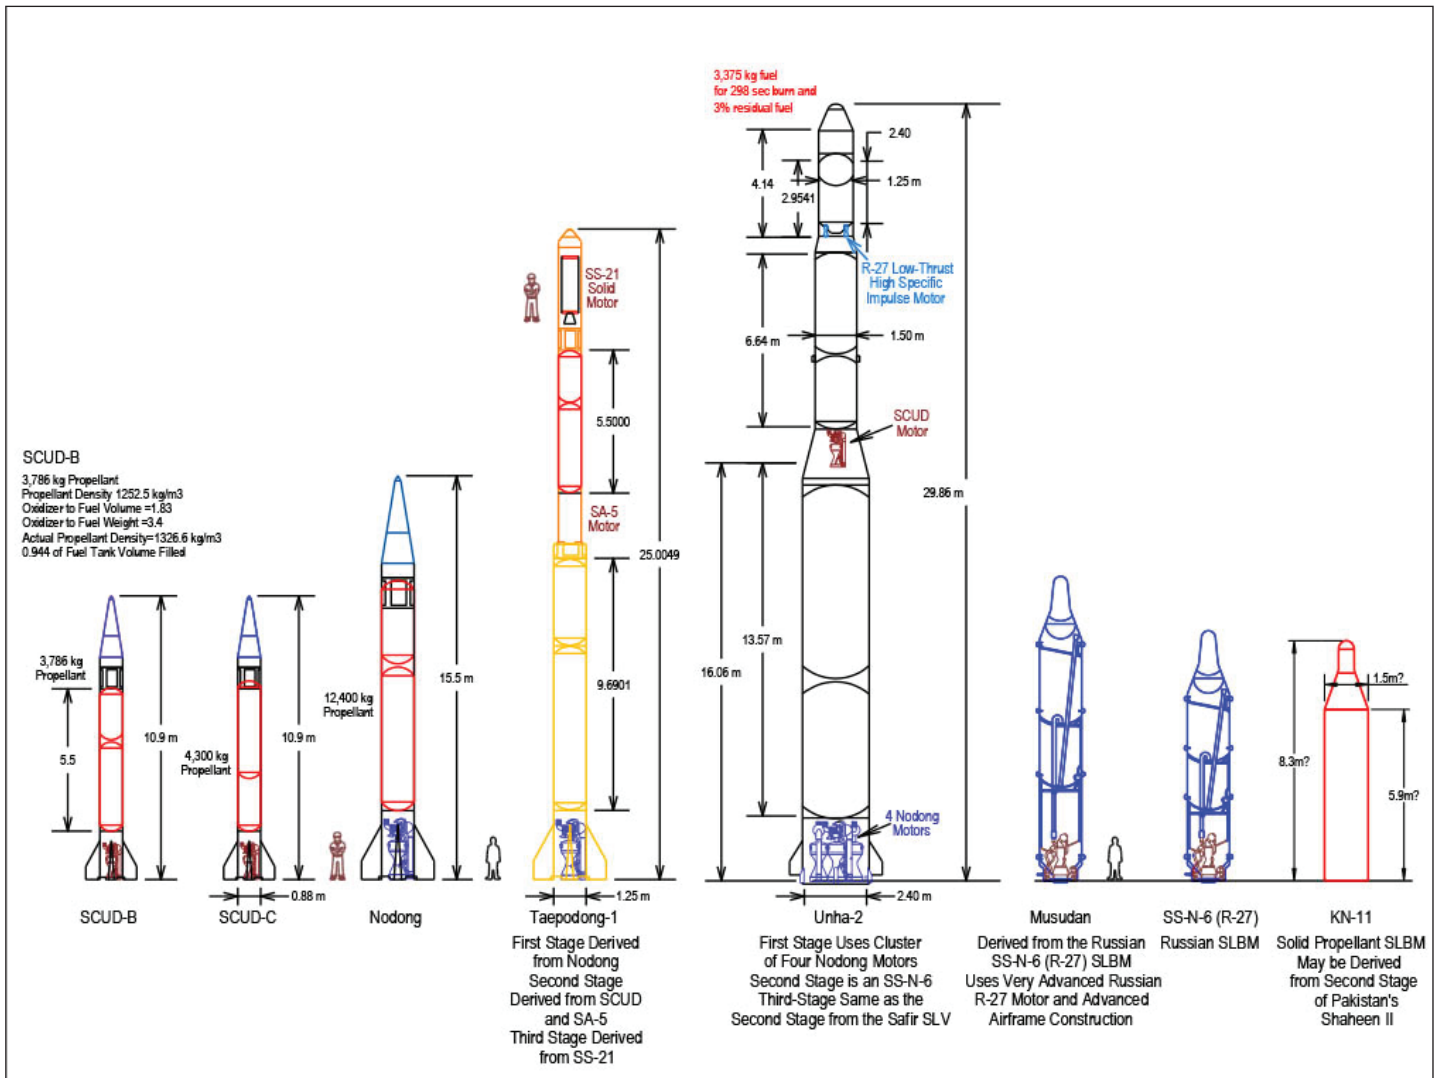 3,375 kg fuel
for 298 sec burn and
3% residual fuel
2.40
4.14
2.9541
1.25 m
R-27 Low-Thrust
High Specific
Impulse Motor
SS-21
Solid
Motor
6.64 m
1.50 m
5.5000
SCUD
Motor
SCUD-B
3,786 kg Propellant
Propellant Density 1252.5 kg/m3
Oxidizer to Fuel Volume =1.83
Oxidizer to Fuel Weight =3.4
Actual Propellant Density=1326.6 kg/m3
0.944 of Fuel Tank Volume Filled
29.86 m
SA-5
Motor
25.0049
3,786 kg
Propellant
5.5
10.9 m
4,300 kg
Propellant
10.9 m
12,400 kg
Propellant
15.5 m
9.6901
13.57 m
16.06 m
4 Nodong
Motors
1.5m?
8.3m?
5.9m?
0.88 m
1.25 m
2.40 m
SCUD-B
SCUD-C
Nodong
Taepodong-1
First Stage Derived
from Nodong
Second Stage
Derived from SCUD
and SA-5
Third Stage Derived
from SS-21
Unha-2
First Stage Uses Cluster
of Four Nodong Motors
Second Stage is an SS-N-6
Third-Stage Same as the
Second Stage from the Safir SLV
Musudan
Derived from the Russian
SS-N-6 (R-27) SLBM
Uses Very Advanced Russian
R-27 Motor and Advanced
Airframe Construction
SS-N-6 (R-27)
Russian SLBM
KN-11
Solid Propellant SLBM
May be Derived
from Second Stage
of Pakistan's
Shaheen II